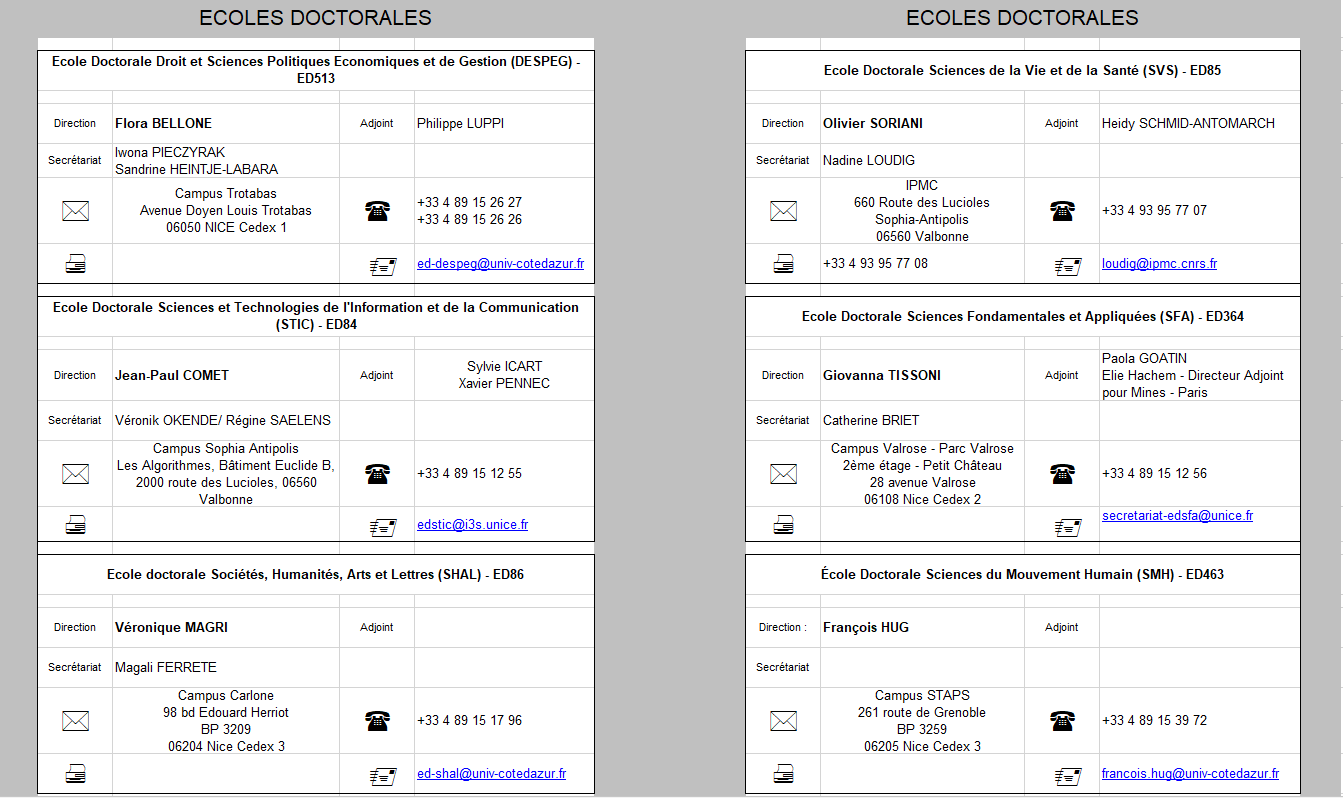 ECOLES DOCTORALES
Ecole Doctorale Droit et Sciences Politiques Economiques et de Gestion (DESPEG) -
ED513
Direction Flora BELLONE Adjoint Philippe LUPPI
Secrétariat Iwona PIECZYRAK
Sandrine HEINTJE-LABARA
Campus Trotabas
Avenue Doyen Louis Trotabas
06050 NICE Cedex 1
+33 4 89 15 26 27
+33 4 89 15 26 26
ed-despeg@univ-cotedazur.fr
Ecole Doctorale Sciences et Technologies de l'Information et de la Communication
(STIC) - ED84
Direction Jean-Paul COMET Adjoint Sylvie ICART
Xavier PENNEC
Secrétariat Véronik OKENDE/ Régine SAELENS
Campus Sophia Antipolis
Les Algorithmes, Bâtiment Euclide B,
2000 route des Lucioles, 06560
Valbonne
+33 4 89 15 12 55
edstic@i3s.unice.fr
Ecole doctorale Sociétés, Humanités, Arts et Lettres (SHAL) - ED86
Direction Véronique MAGRI Adjoint
Secrétariat Magali FERRETE
Campus Carlone
98 bd Edouard Herriot
BP 3209
06204 Nice Cedex 3
+33 4 89 15 17 96
ed-shal@univ-cotedazur.fr
ECOLES DOCTORALES
Ecole Doctorale Sciences de la Vie et de la Santé (SVS) - ED85
Direction Olivier SORIANI Adjoint Heidy SCHMID-ANTOMARCH
Secrétariat Nadine LOUDIG
IPMC
660 Route des Lucioles
Sophia-Antipolis
06560 Valbonne
+33 4 93 95 77 07
+33 4 93 95 77 08 loudig@ipmc.cnrs.fr
Ecole Doctorale Sciences Fondamentales et Appliquées (SFA) - ED364
Direction Giovanna TISSONI Adjoint Paola GOATIN
Elie Hachem - Directeur Adjoint
pour Mines - Paris
Secrétariat Catherine BRIET
Campus Valrose - Parc Valrose
2ème étage - Petit Château
28 avenue Valrose
06108 Nice Cedex 2
+33 4 89 15 12 56
secretariat-edsfa@unice.fr
École Doctorale Sciences du Mouvement Humain (SMH) - ED463
Direction : François HUG Adjoint
Secrétariat
Campus STAPS
261 route de Grenoble
BP 3259
06205 Nice Cedex 3
+33 4 89 15 39 72
francois.hug@univ-cotedazur.fr